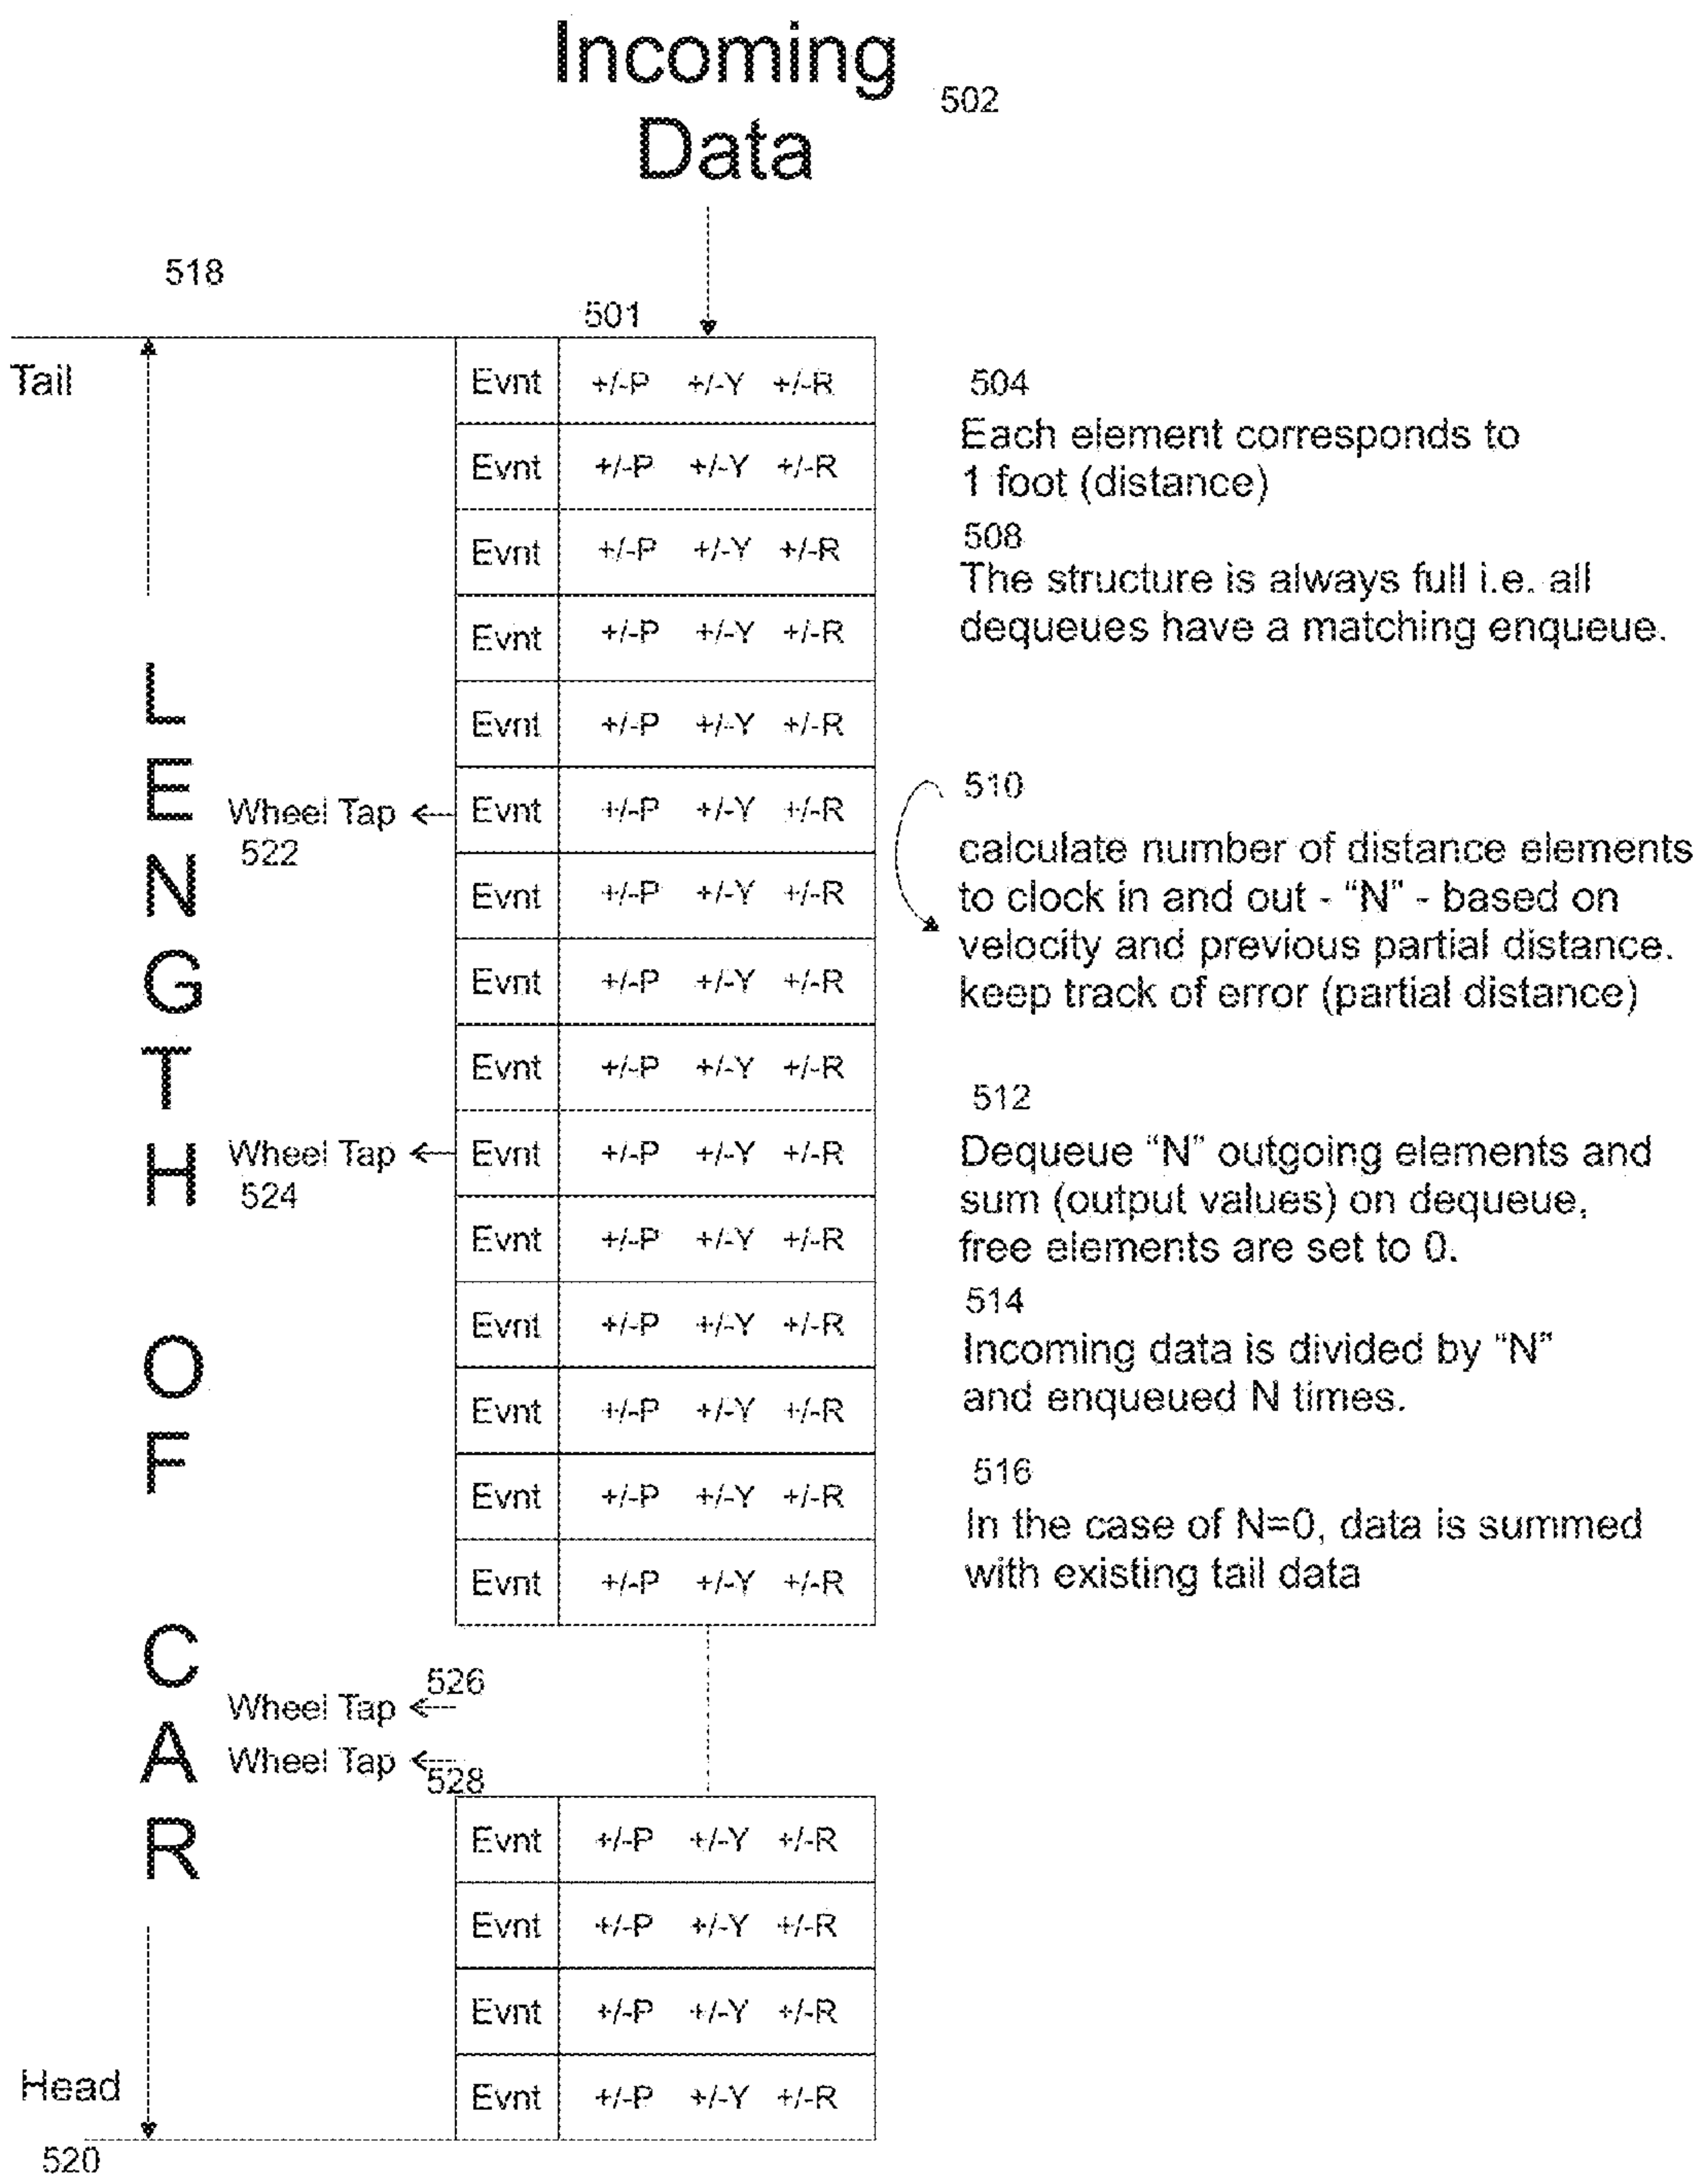 Incoming
Data
502
518
501
Tail
Evnt +/-P +/-Y +/-R
504
Each element corresponds to
1 foot (distance)
Evnt +/-P +/-Y +/-R
Evnt +/-P +/-Y +/-R
508
The structure is always full i.e. all
dequeues have a matching enqueue.
Evnt +/-P +/-Y +/-R
Evnt +/-P +/-Y +/-R
LENGTH OF CAR
Wheel Tap
522
Evnt +/-P +/-Y +/-R
510
calculate number of distance elements
to clock in and out - “N” - based on
velocity and previous partial distance.
keep track of error (partial distance)
Evnt +/-P +/-Y +/-R
Evnt +/-P +/-Y +/-R
Evnt +/-P +/-Y +/-R
Wheel Tap
524
Evnt +/-P +/-Y +/-R
512
Dequeue “N” outgoing elements and
sum (output values) on dequeue,
free elements are set to 0.
Evnt +/-P +/-Y +/-R
Evnt +/-P +/-Y +/-R
514
Incoming data is divided by “N”
and enqueued N times.
Evnt +/-P +/-Y +/-R
Evnt +/-P +/-Y +/-R
516
In the case of N=0, data is summed
with existing tail data
Evnt +/-P +/-Y +/-R
526
Wheel Tap
Wheel Tap
528
Evnt +/-P +/-Y +/-R
Evnt +/-P +/-Y +/-R
Evnt +/-P +/-Y +/-R
Head
Evnt +/-P +/-Y +/-R
520